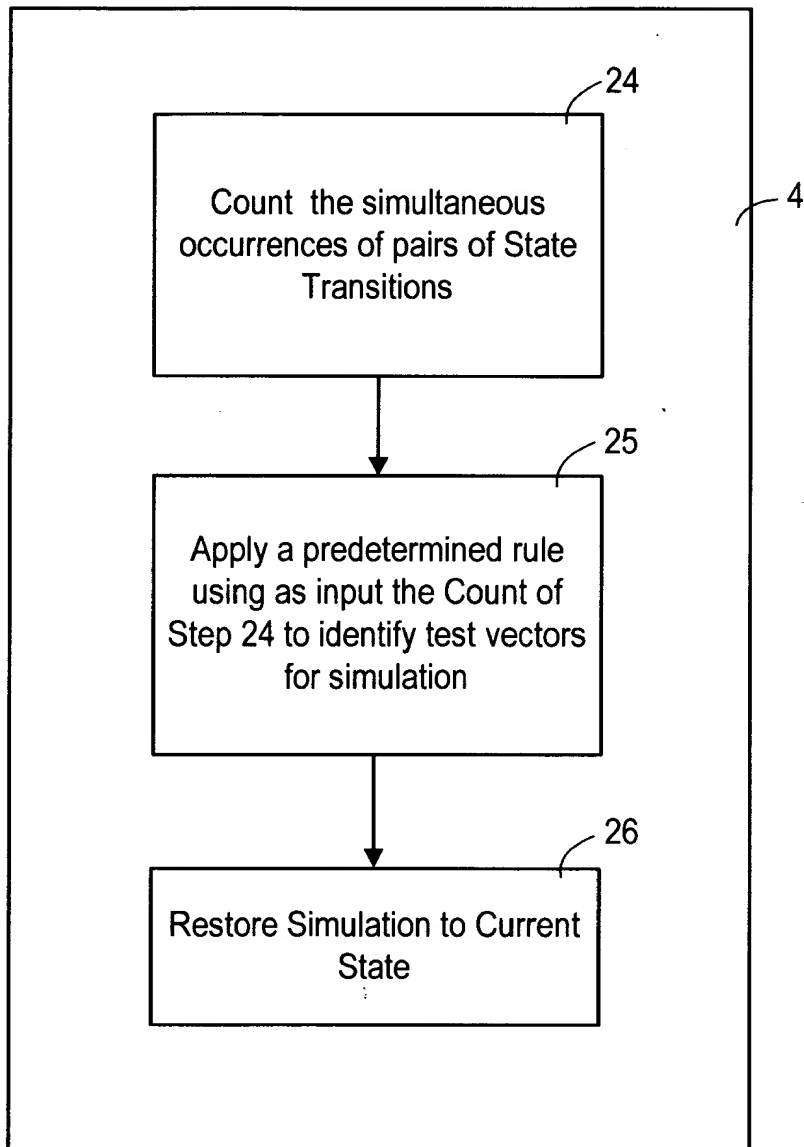 24
4
Count the simultaneous
occurrences of pairs of State
Transitions
25
Apply a predetermined rule
using as input the Count of
Step 24 to identify test vectors
for simulation
26
Restore Simulation to Current
State